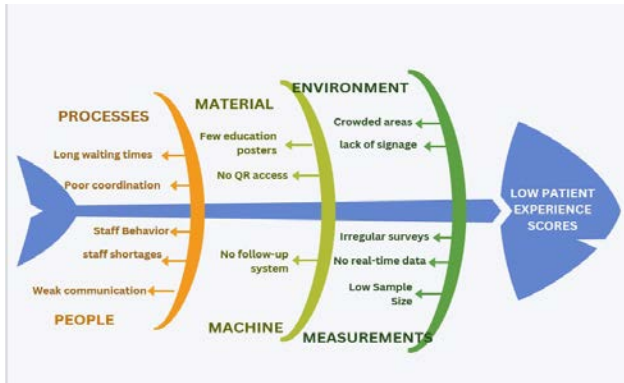 PROCESSES
Long waiting times
Poor coordination
Staff Behavior
staff shortages
Weak communication
PEOPLE
MATERIAL
Few education
posters
No QR access
No follow-up
system
MACHINE
ENVIRONMENT
Crowded areas
lack of signage
Irregular surveys
No real-time data
Low Sample
Size
MEASUREMENTS
LOW PATIENT
EXPERIENCE
SCORES